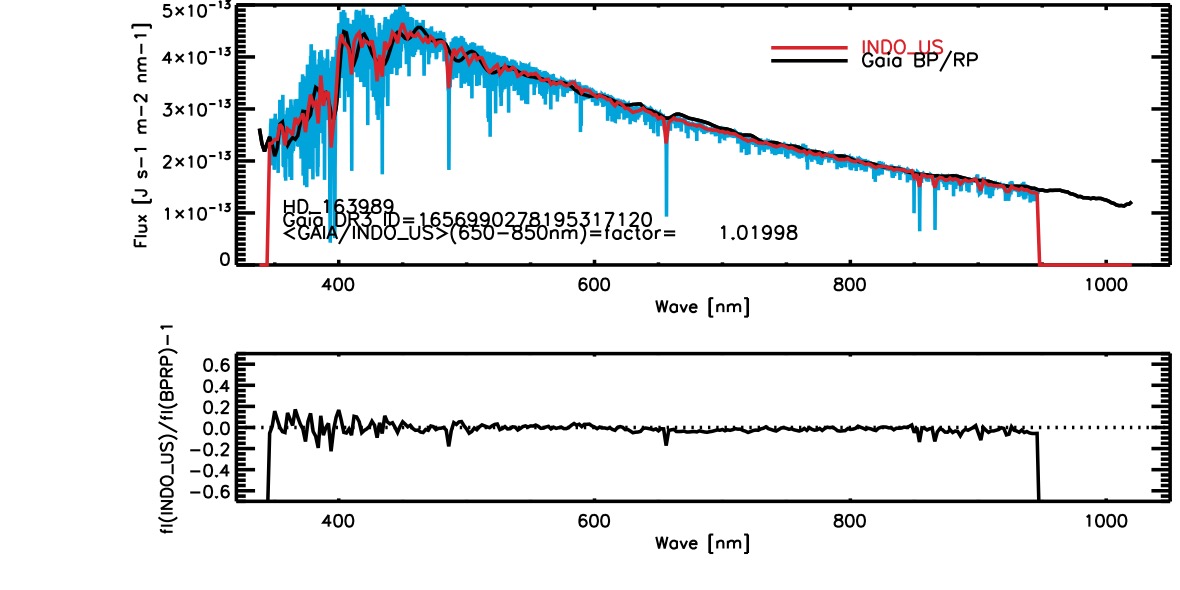 5×10−13
4×10−13
3×10−13
2×10−13
1×10−13
0
Flux [J s−1 m−2 nm−1]
INDO_US
Gaia BP/RP
HD_163989
Gaia DR3 ID=1656990278195317120
<GAIA/INDO_US>(650−850nm)=factor= 1.01998
400 600 800 1000
Wave [nm]
fl(INDO_US)/fl(BPRP)−1
0.6
0.4
0.2
0.0
−0.2
−0.4
−0.6
400 600 800 1000
Wave [nm]